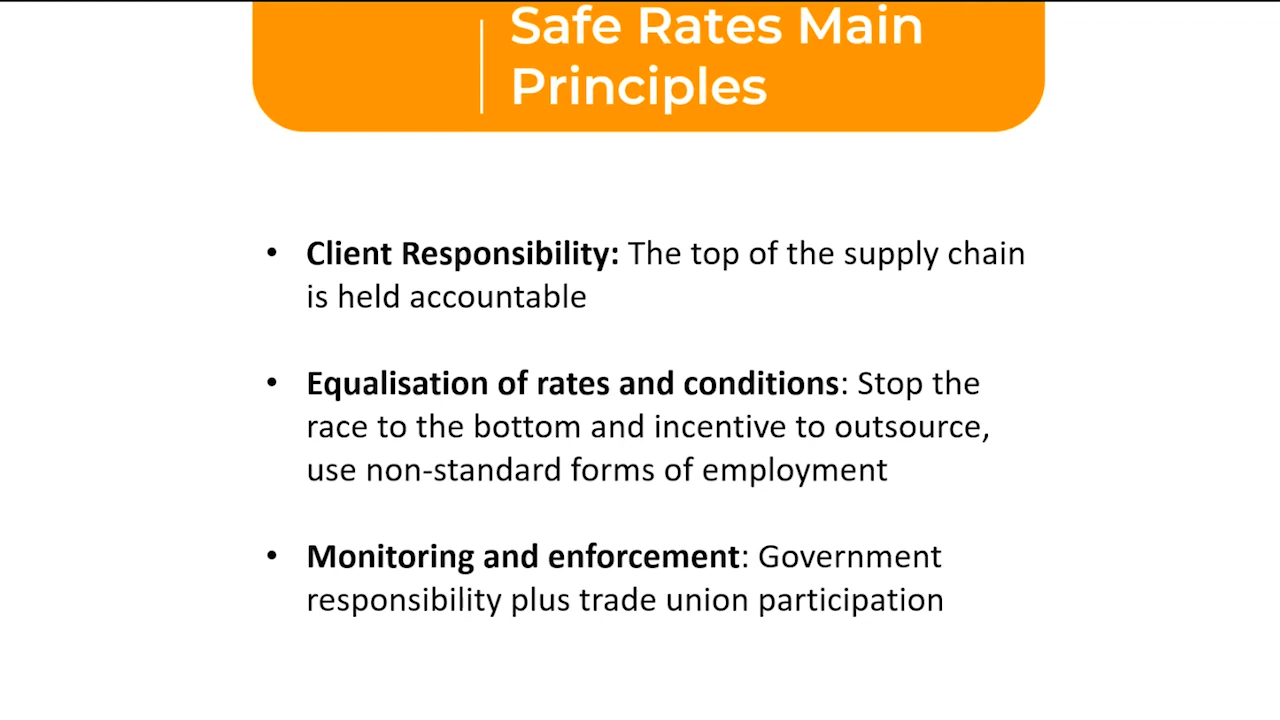 Safe Rates Main
Principles
• Client Responsibility: The top of the supply chain
is held accountable
• Equalisation of rates and conditions: Stop the
race to the bottom and incentive to outsource,
use non-standard forms of employment
• Monitoring and enforcement: Government
responsibility plus trade union participation